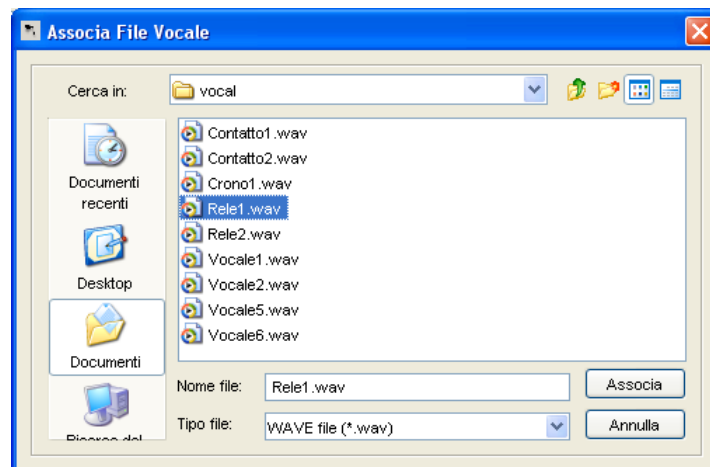 Associa File Vocale
Cerca in:
vocal
Contatto1.wav
Contatto2.wav
Crono1.wav
Rele1.wav
Rele2.wav
Vocale1.wav
Vocale2.wav
Vocale5.wav
Vocale6.wav
Documenti
recenti
Desktop
Documenti
Nome file:
Rele1.wav
Associa
Tipo file:
WAVE file (*.wav)
Annulla